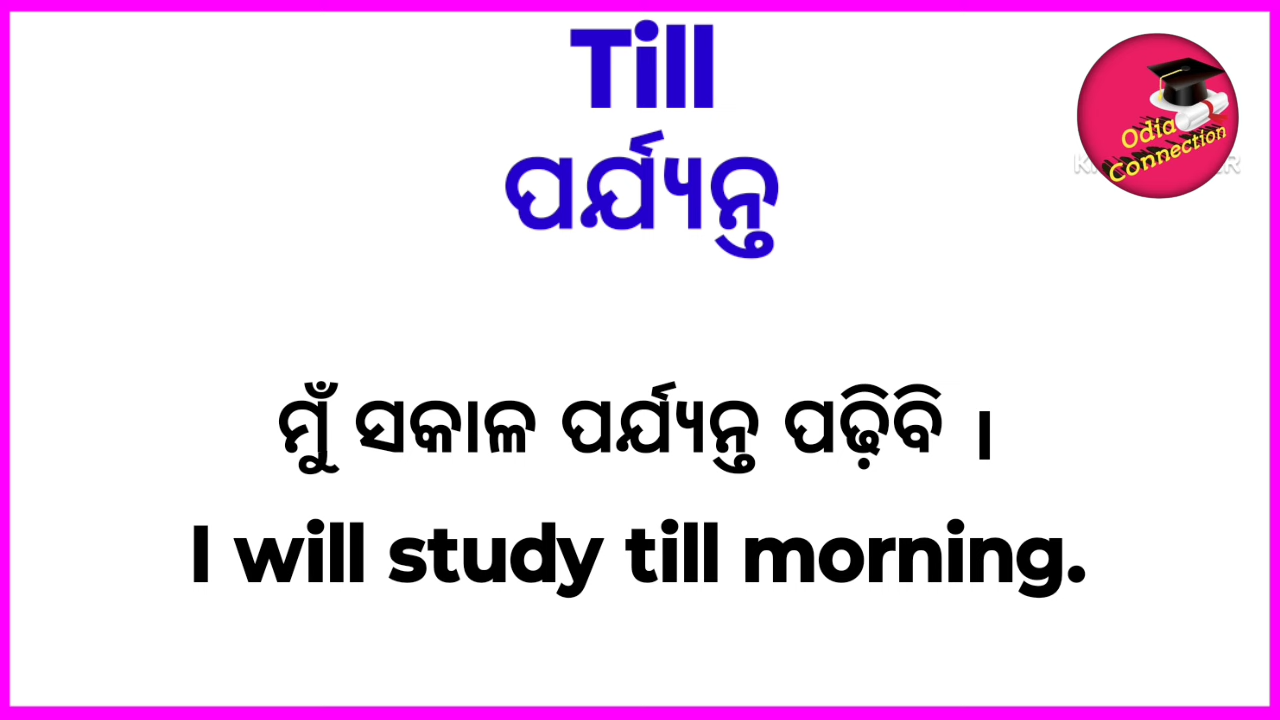 Till
ପର୍ଯ୍ୟନ୍ତ
Odia
Connection
ମୁଁ ସକାଳ ପର୍ଯ୍ୟନ୍ତ ପଢ଼ିବି ।
I will study till morning.